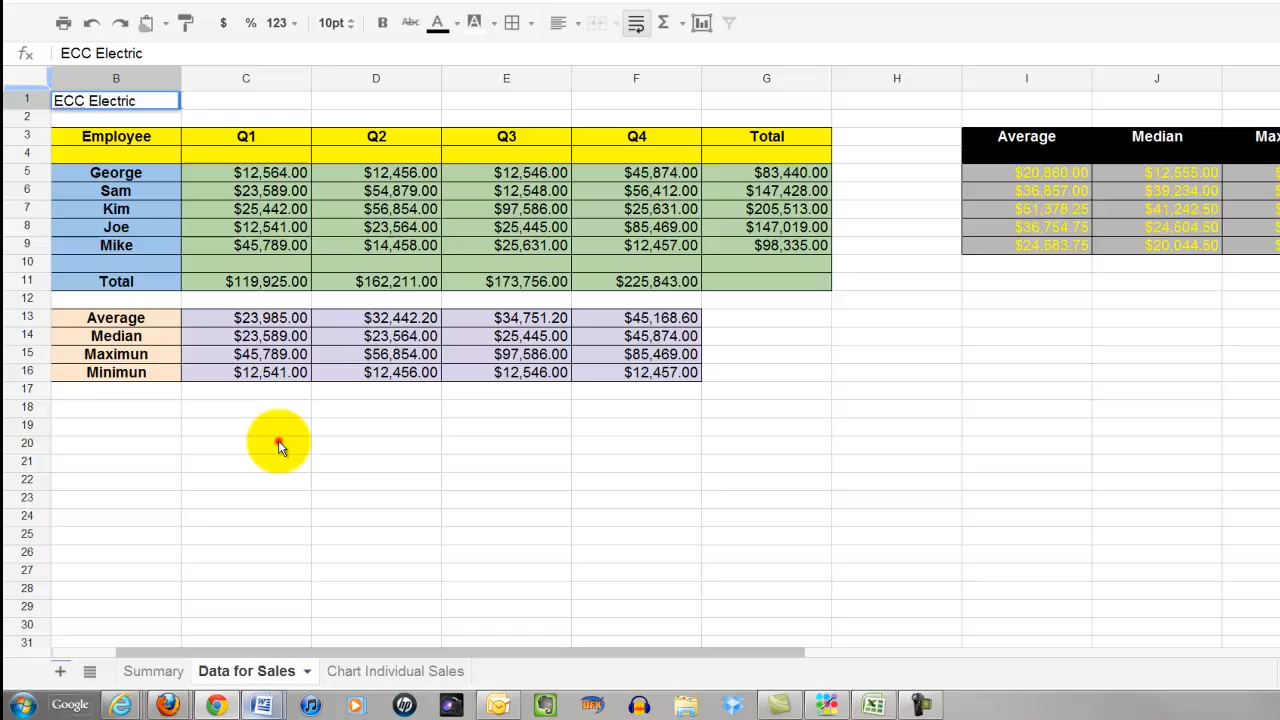 $ % 123 10pt B Abc A A Σ
fx ECC Electric
B C D E F G H I J
1 ECC Electric
2
3 Employee Q1 Q2 Q3 Q4 Total Average Median Max
4
5 George $12,564.00 $12,456.00 $12,546.00 $45,874.00 $83,440.00 $20,860.00 $12,555.00
6 Sam $23,589.00 $54,879.00 $12,548.00 $56,412.00 $147,428.00 $36,857.00 $39,234.00
7 Kim $25,442.00 $56,854.00 $97,586.00 $25,631.00 $205,513.00 $51,378.25 $41,242.50
8 Joe $12,541.00 $23,564.00 $25,445.00 $85,469.00 $147,019.00 $36,754.75 $24,504.50
9 Mike $45,789.00 $14,458.00 $25,631.00 $12,457.00 $98,335.00 $24,583.75 $20,044.50
10
11 Total $119,925.00 $162,211.00 $173,756.00 $225,843.00
12
13 Average $23,985.00 $32,442.20 $34,751.20 $45,168.60
14 Median $23,589.00 $23,564.00 $25,445.00 $45,874.00
15 Maximun $45,789.00 $56,854.00 $97,586.00 $85,469.00
16 Minimun $12,541.00 $12,456.00 $12,546.00 $12,457.00
17
18
19
20
21
22
23
24
25
26
27
28
29
30
31
+ Summary Data for Sales Chart Individual Sales
Google hp